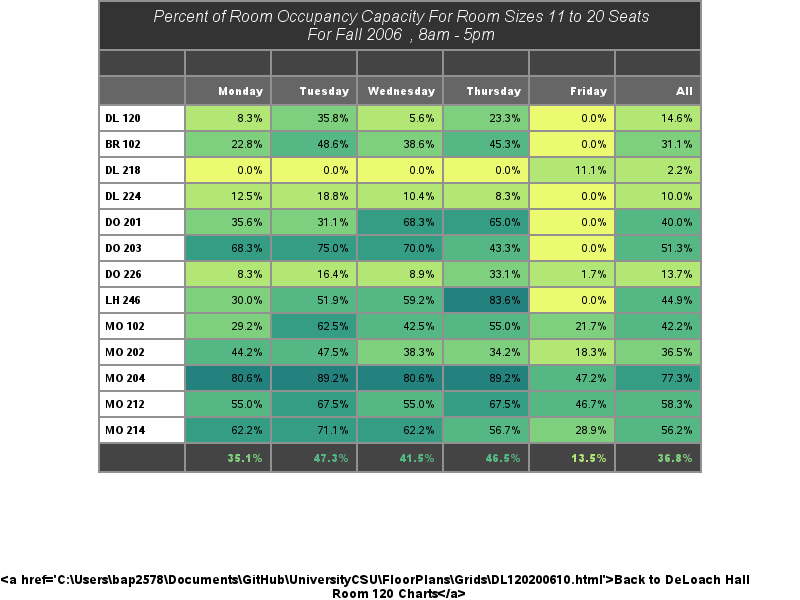 Percent of Room Occupancy Capacity For Room Sizes 11 to 20 Seats
For Fall 2006 , 8am - 5pm
Monday Tuesday Wednesday Thursday Friday All
DL 120 8.3% 35.8% 5.6% 23.3% 0.0% 14.6%
BR 102 22.8% 48.6% 38.6% 45.3% 0.0% 31.1%
DL 218 0.0% 0.0% 0.0% 0.0% 11.1% 2.2%
DL 224 12.5% 18.8% 10.4% 8.3% 0.0% 10.0%
DO 201 35.6% 31.1% 68.3% 65.0% 0.0% 40.0%
DO 203 68.3% 75.0% 70.0% 43.3% 0.0% 51.3%
DO 226 8.3% 16.4% 8.9% 33.1% 1.7% 13.7%
LH 246 30.0% 51.9% 59.2% 83.6% 0.0% 44.9%
MO 102 29.2% 62.5% 42.5% 55.0% 21.7% 42.2%
MO 202 44.2% 47.5% 38.3% 34.2% 18.3% 36.5%
MO 204 80.6% 89.2% 80.6% 89.2% 47.2% 77.3%
MO 212 55.0% 67.5% 55.0% 67.5% 46.7% 58.3%
MO 214 62.2% 71.1% 62.2% 56.7% 28.9% 56.2%
35.1% 47.3% 41.5% 46.5% 13.5% 36.8%
<a href='C:\Users\bap2578\Documents\GitHub\UniversityCSU\FloorPlans\Grids\DL120200610.html'>Back to DeLoach Hall
Room 120 Charts</a>